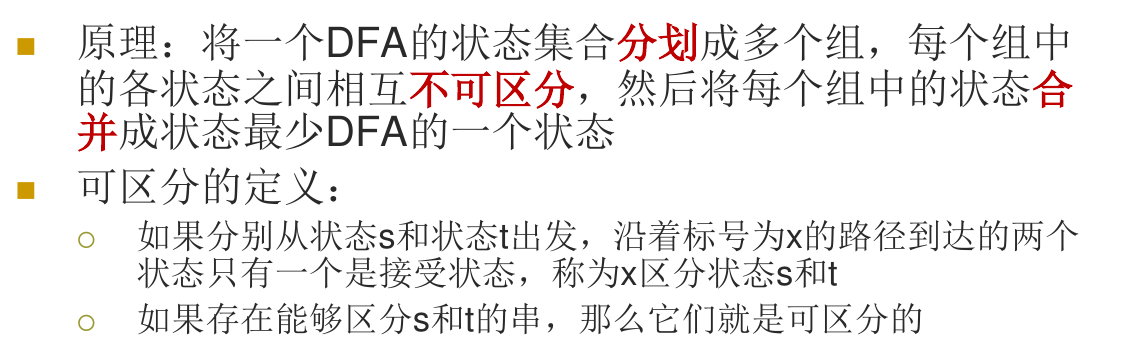 原理：将一个DFA的状态集合分划成多个组，每个组中
的各状态之间相互不可区分，然后将每个组中的状态合
并成状态最少DFA的一个状态
可区分的定义：
如果分别从状态s和状态t出发，沿着标号为x的路径到达的两个
状态只有一个是接受状态，称为x区分状态s和t
如果存在能够区分s和t的串，那么它们就是可区分的